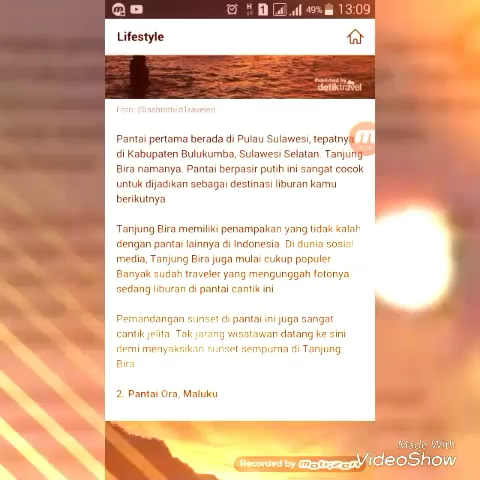 49% 13:09
Lifestyle
Published by
detiktravel
Pantai pertama berada di Pulau Sulawesi, tepatnya
di Kabupaten Bulukumba, Sulawesi Selatan. Tanjung
Bira namanya. Pantai berpasir putih ini sangat cocok
untuk dijadikan sebagai destinasi liburan kamu
berikutnya.
Tanjung Bira memiliki penampakan yang tidak kalah
dengan pantai lainnya di Indonesia. Di dunia sosial
media, Tanjung Bira juga mulai cukup populer.
Banyak sudah traveler yang mengunggah fotonya
sedang liburan di pantai cantik ini
Pemandangan sunset di pantai ini juga sangat
cantik jelita. Tak jarang wisatawan datang ke sini
demi menyaksikan sunset sempurna di Tanjung
Bira.
2. Pantai Ora, Maluku
Made With
VideoShow
Recorded by mobizen